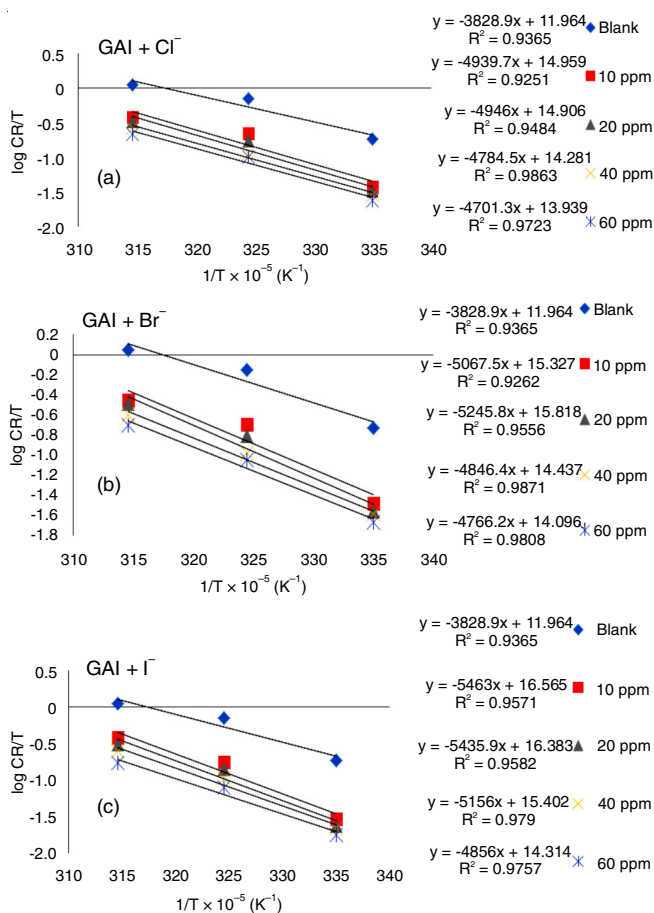 GAI + Cl⁻
y = -3828.9x + 11.964
R² = 0.9365
Blank
y = -4939.7x + 14.959
R² = 0.9251
10 ppm
y = -4946x + 14.906
R² = 0.9484
20 ppm
y = -4784.5x + 14.281
R² = 0.9863
40 ppm
y = -4701.3x + 13.939
R² = 0.9723
60 ppm
0.5
0
-0.5
-1.0
-1.5
-2.0
log CR/T
(a)
310 315 320 325 330 335 340
1/T × 10⁻⁵ (K⁻¹)
GAI + Br⁻
y = -3828.9x + 11.964
R² = 0.9365
Blank
y = -5067.5x + 15.327
R² = 0.9262
10 ppm
y = -5245.8x + 15.818
R² = 0.9556
20 ppm
y = -4846.4x + 14.437
R² = 0.9871
40 ppm
y = -4766.2x + 14.096
R² = 0.9808
60 ppm
0.2
0
-0.2
-0.4
-0.6
-0.8
-1.0
-1.2
-1.4
-1.6
-1.8
log CR/T
(b)
310 315 320 325 330 335 340
1/T × 10⁻⁵ (K⁻¹)
GAI + I⁻
y = -3828.9x + 11.964
R² = 0.9365
Blank
y = -5463x + 16.565
R² = 0.9571
10 ppm
y = -5435.9x + 16.383
R² = 0.9582
20 ppm
y = -5156x + 15.402
R² = 0.979
40 ppm
y = -4856x + 14.314
R² = 0.9757
60 ppm
0.5
0
-0.5
-1.0
-1.5
-2.0
log CR/T
(c)
310 315 320 325 330 335 340
1/T × 10⁻⁵ (K⁻¹)